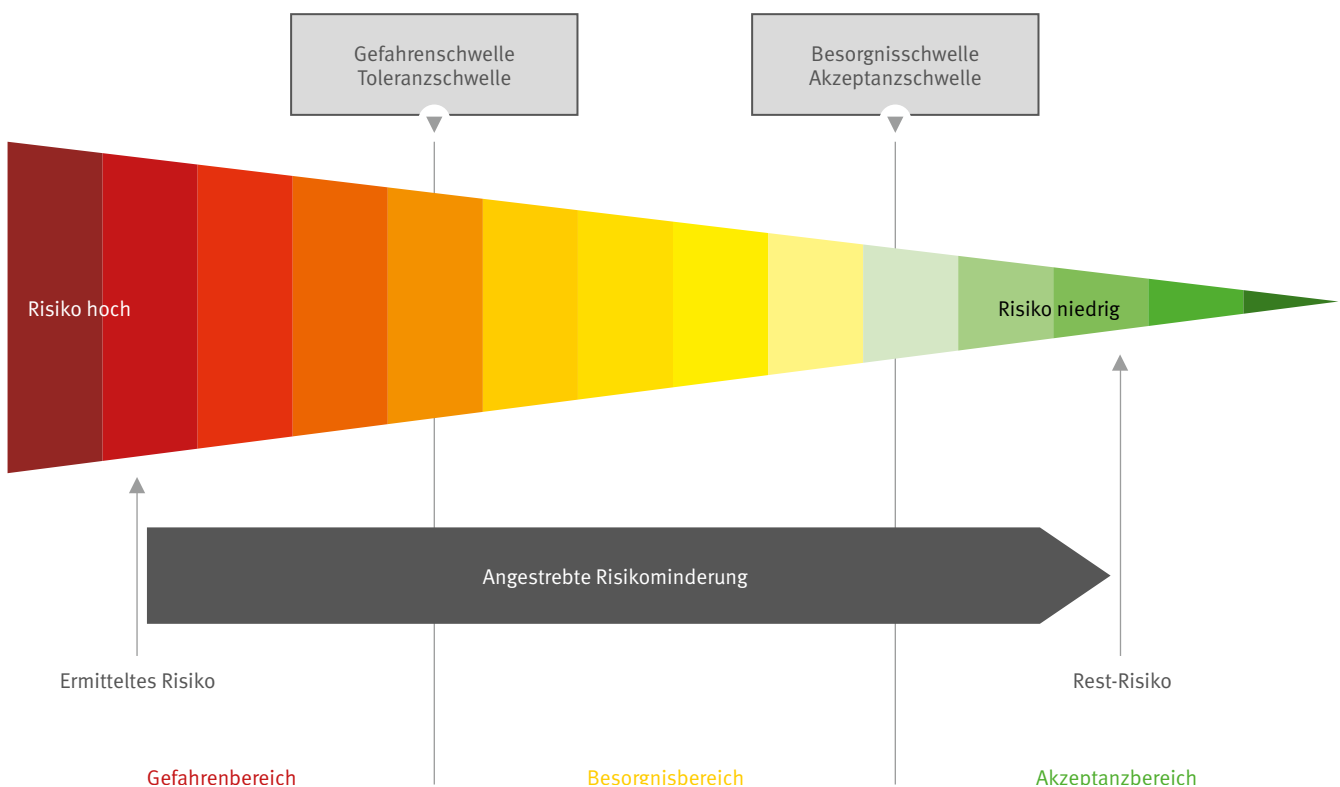 Gefahrenschwelle
Toleranzschwelle
Besorgnisschwelle
Akzeptanzschwelle
Risiko hoch
Risiko niedrig
Angestrebte Risikominderung
Ermitteltes Risiko
Rest-Risiko
Gefahrenbereich
Besorgnisbereich
Akzeptanzbereich